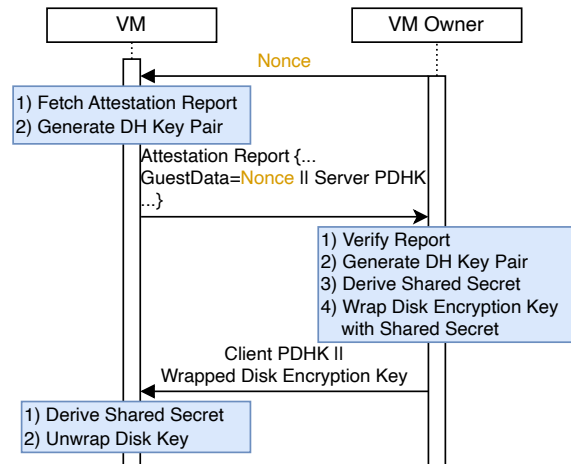 VM
VM Owner
Nonce
1) Fetch Attestation Report
2) Generate DH Key Pair
Attestation Report {...
GuestData=Nonce || Server PDHK
...}
1) Verify Report
2) Generate DH Key Pair
3) Derive Shared Secret
4) Wrap Disk Encryption Key
with Shared Secret
Client PDHK ||
Wrapped Disk Encryption Key
1) Derive Shared Secret
2) Unwrap Disk Key